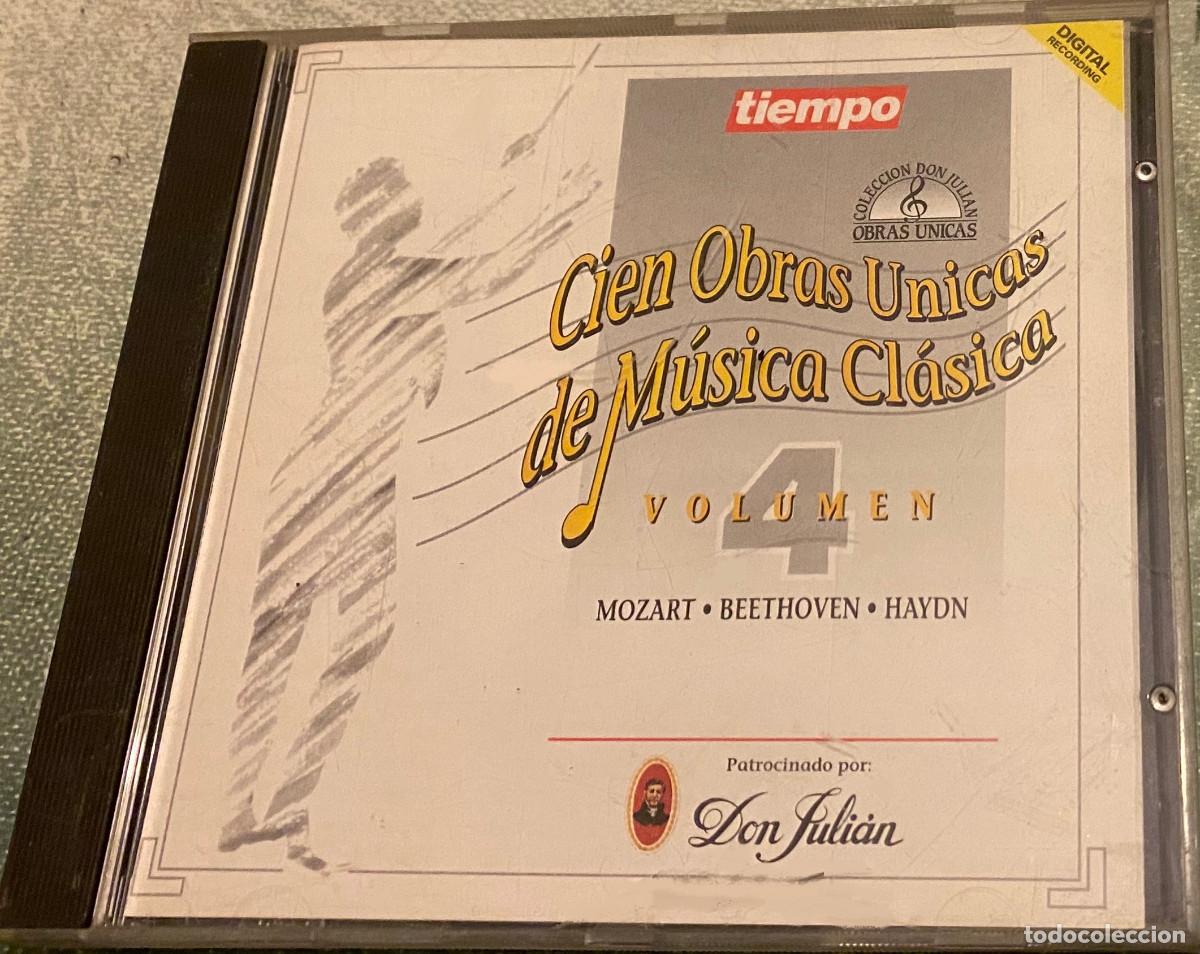 DIGITAL
RECORDING
tiempo
COLECCION DON JULIAN
OBRAS UNICAS
Cien Obras Unicas
de Música Clásica
4
VOLUMEN
MOZART • BEETHOVEN • HAYDN
Patrocinado por:
Don Julián
todocoleccion